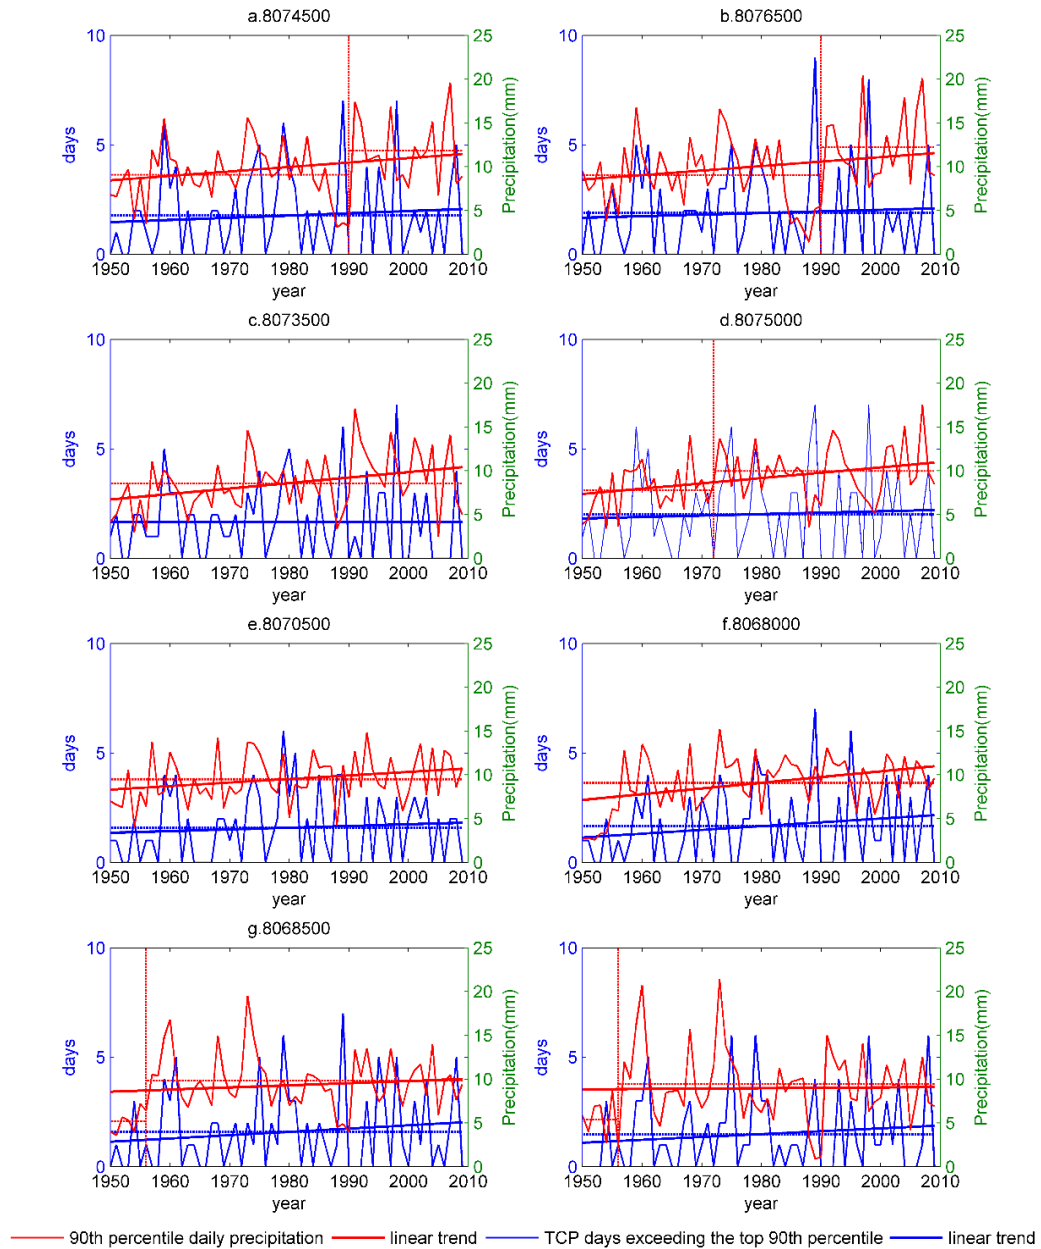 a.8074500
b.8076500
10
5
0
days
25
20
15
10
5
0
Precipitation(mm)
1950 1960 1970 1980 1990 2000 2010
year
10
5
0
days
25
20
15
10
5
0
Precipitation(mm)
1950 1960 1970 1980 1990 2000 2010
year
c.8073500
d.8075000
10
5
0
days
25
20
15
10
5
0
Precipitation(mm)
1950 1960 1970 1980 1990 2000 2010
year
10
5
0
days
25
20
15
10
5
0
Precipitation(mm)
1950 1960 1970 1980 1990 2000 2010
year
e.8070500
f.8068000
10
5
0
days
25
20
15
10
5
0
Precipitation(mm)
1950 1960 1970 1980 1990 2000 2010
year
10
5
0
days
25
20
15
10
5
0
Precipitation(mm)
1950 1960 1970 1980 1990 2000 2010
year
g.8068500
10
5
0
days
25
20
15
10
5
0
Precipitation(mm)
1950 1960 1970 1980 1990 2000 2010
year
10
5
0
days
25
20
15
10
5
0
Precipitation(mm)
1950 1960 1970 1980 1990 2000 2010
year
90th percentile daily precipitation linear trend TCP days exceeding the top 90th percentile linear trend